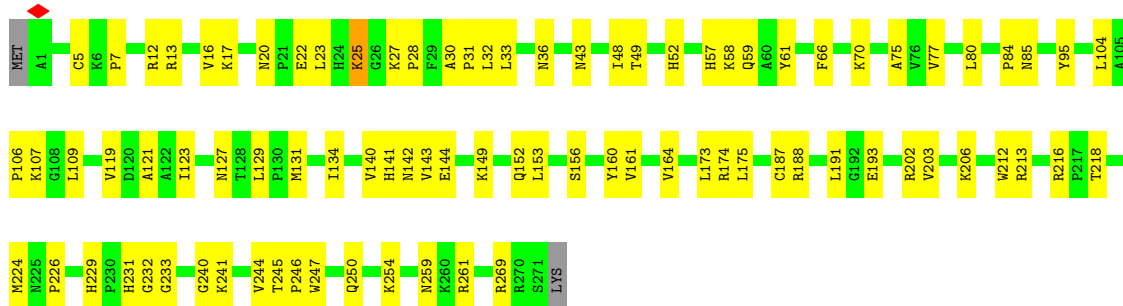 MET A1 C5 K6 P7 R12 R13 V16 K17 N20 P21 E22 L23 H24 K25 G26 K27 P28 F29 A30 P31 L32 L33 N36 N43 I48 T49 H52 H57 K58 Q59 A60 Y61 F66 K70 A75 V76 V77 L80 P84 N85 Y95 L104 A105
P106 K107 G108 L109 V119 D120 A121 A122 I123 N127 T128 L129 P130 M131 I134 V140 H141 N142 V143 E144 K149 Q152 L153 S156 Y160 V161 V164 L173 R174 L175 C187 R188 L191 G192 E193 R202 V203 K206 W212 R213 R216 P217 T218
M224 N225 P226 H229 P230 H231 G232 G233 G240 K241 V244 T245 P246 W247 Q250 K254 N259 K260 R261 R269 R270 S271 LYS